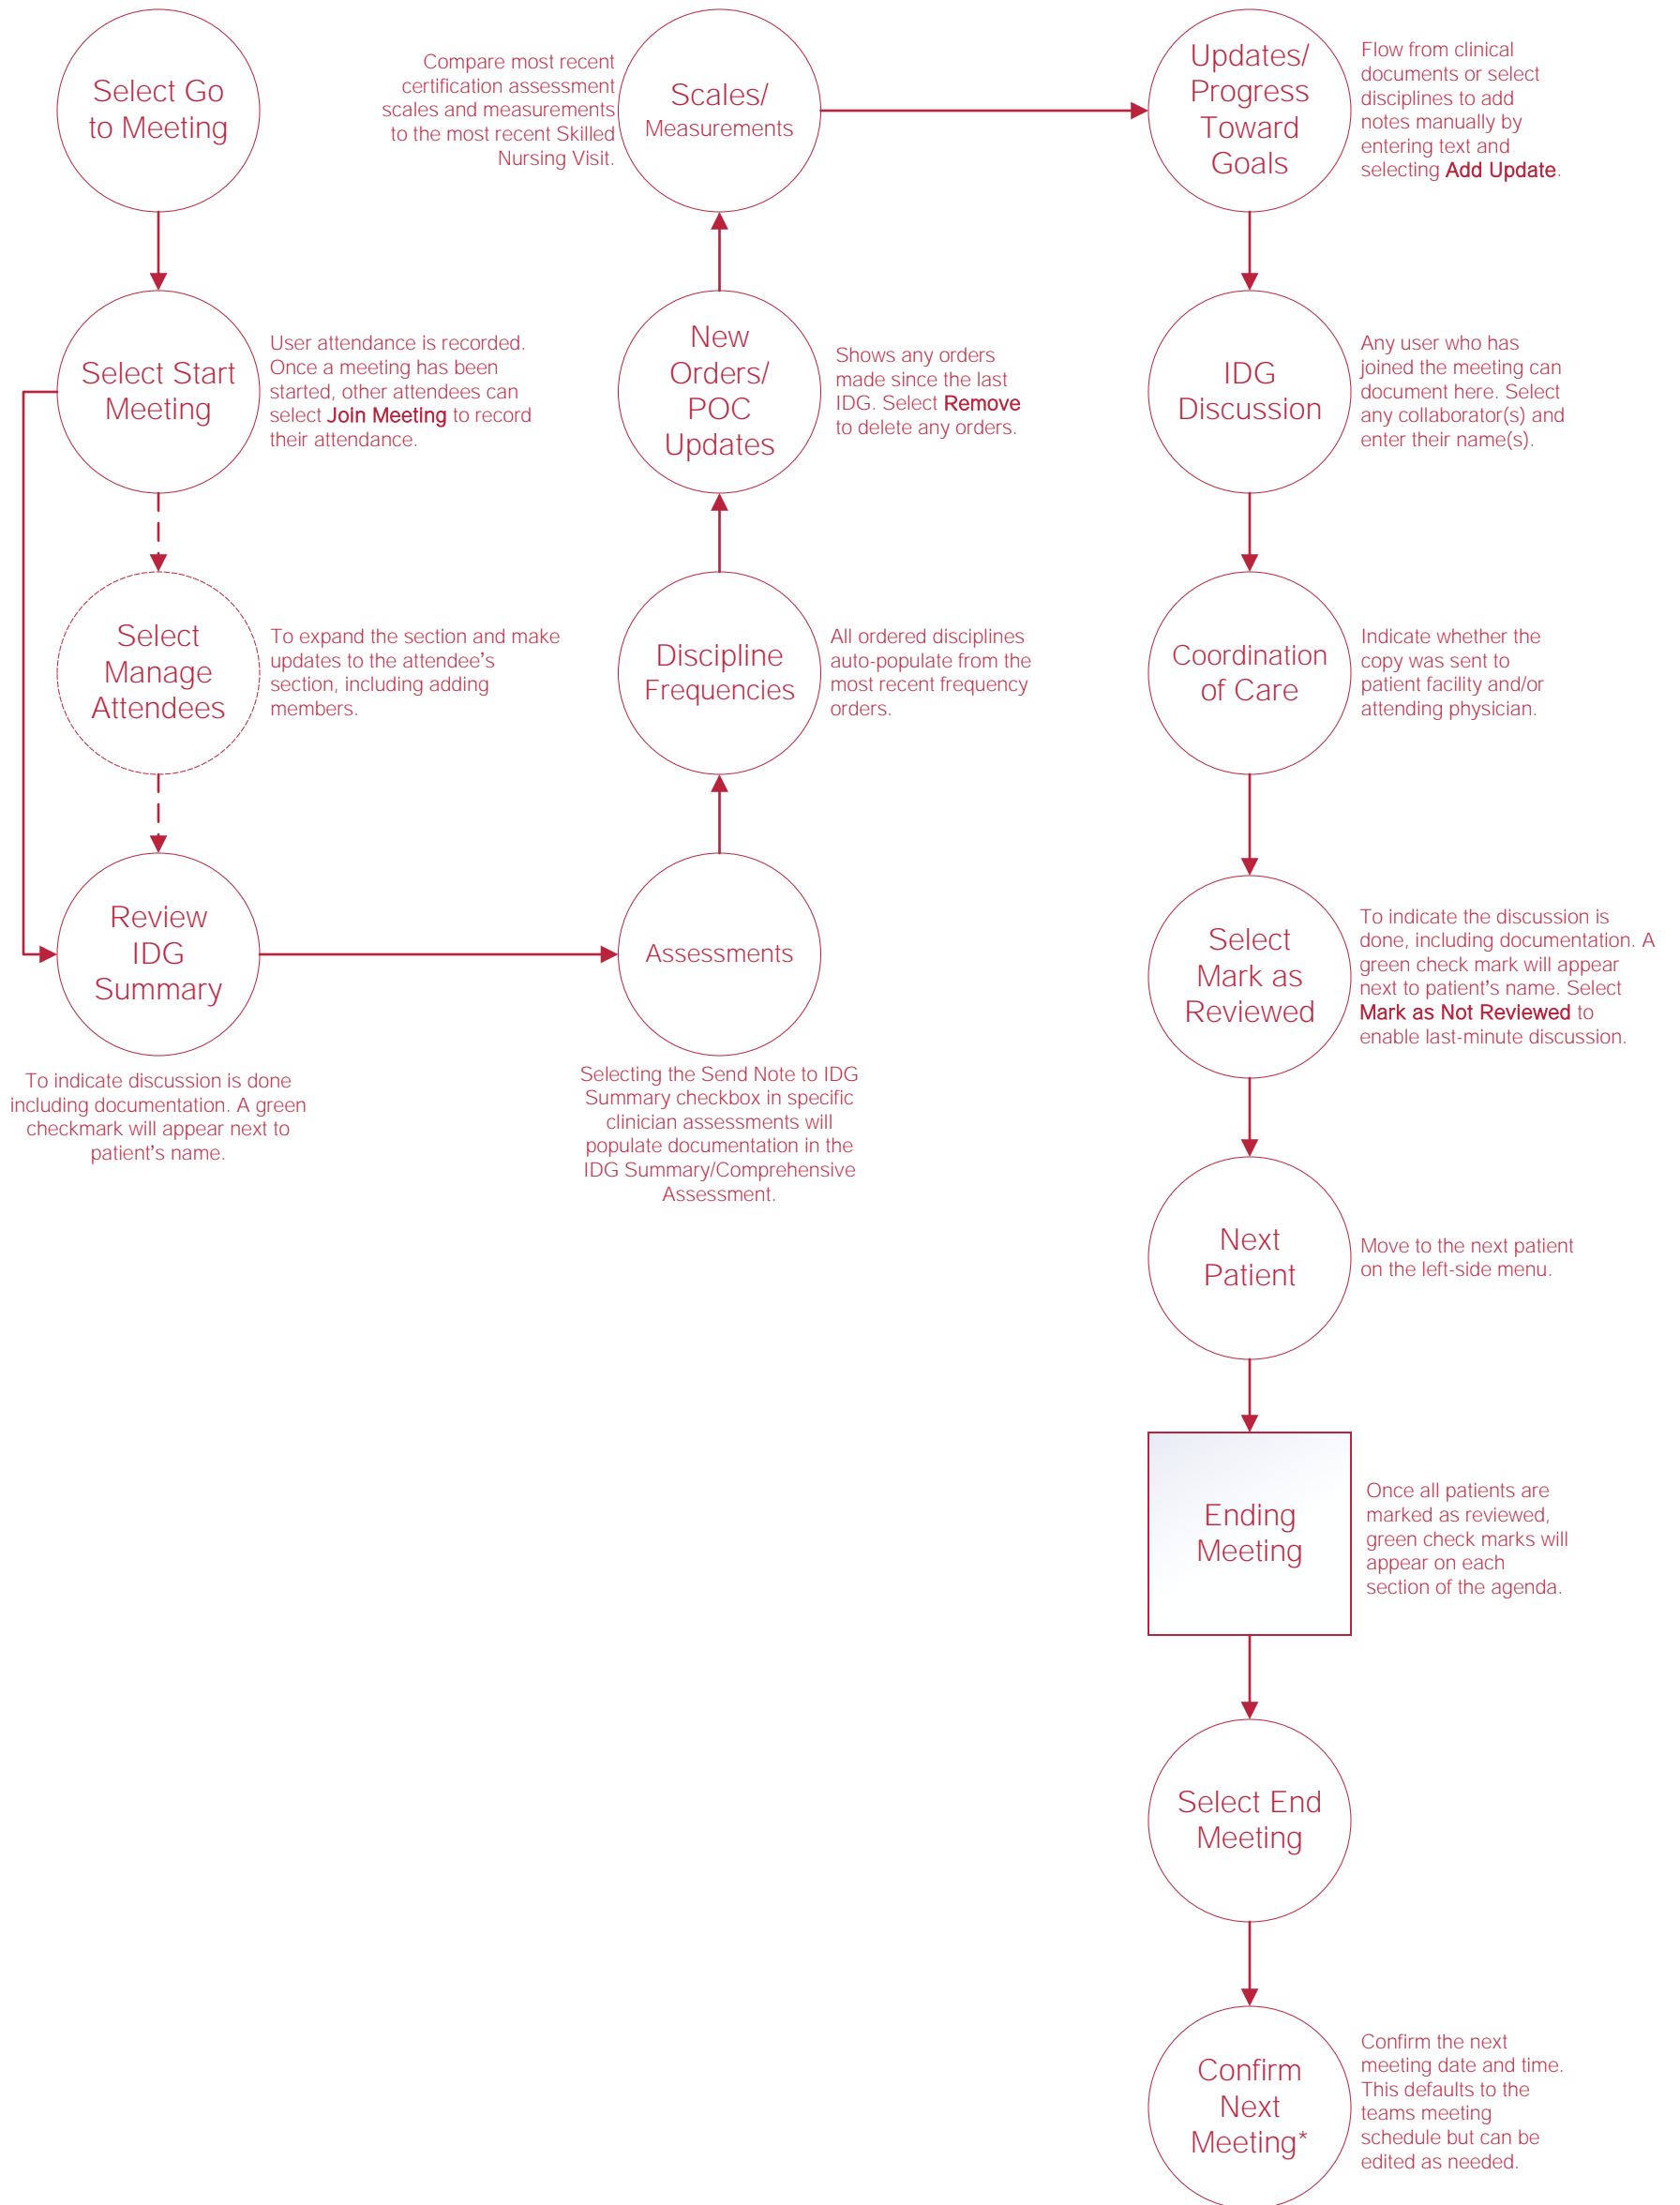 Select Go
to Meeting
Select Start
Meeting
User attendance is recorded.
Once a meeting has been
started, other attendees can
select Join Meeting to record
their attendance.
Select
Manage
Attendees
To expand the section and make
updates to the attendee's
section, including adding
members.
Review
IDG
Summary
To indicate discussion is done
including documentation. A green
checkmark will appear next to
patient's name.
Assessments
Selecting the Send Note to IDG
Summary checkbox in specific
clinician assessments will
populate documentation in the
IDG Summary/Comprehensive
Assessment.
Discipline
Frequencies
All ordered disciplines
auto-populate from the
most recent frequency
orders.
New
Orders/
POC
Updates
Shows any orders
made since the last
IDG. Select Remove
to delete any orders.
Compare most recent
certification assessment
scales and measurements
to the most recent Skilled
Nursing Visit.
Scales/
Measurements
Updates/
Progress
Toward
Goals
Flow from clinical
documents or select
disciplines to add
notes manually by
entering text and
selecting Add Update.
IDG
Discussion
Any user who has
joined the meeting can
document here. Select
any collaborator(s) and
enter their name(s).
Coordination
of Care
Indicate whether the
copy was sent to
patient facility and/or
attending physician.
Select
Mark as
Reviewed
To indicate the discussion is
done, including documentation. A
green check mark will appear
next to patient's name. Select
Mark as Not Reviewed to
enable last-minute discussion.
Next
Patient
Move to the next patient
on the left-side menu.
Ending
Meeting
Once all patients are
marked as reviewed,
green check marks will
appear on each
section of the agenda.
Select End
Meeting
Confirm
Next
Meeting*
Confirm the next
meeting date and time.
This defaults to the
teams meeting
schedule but can be
edited as needed.